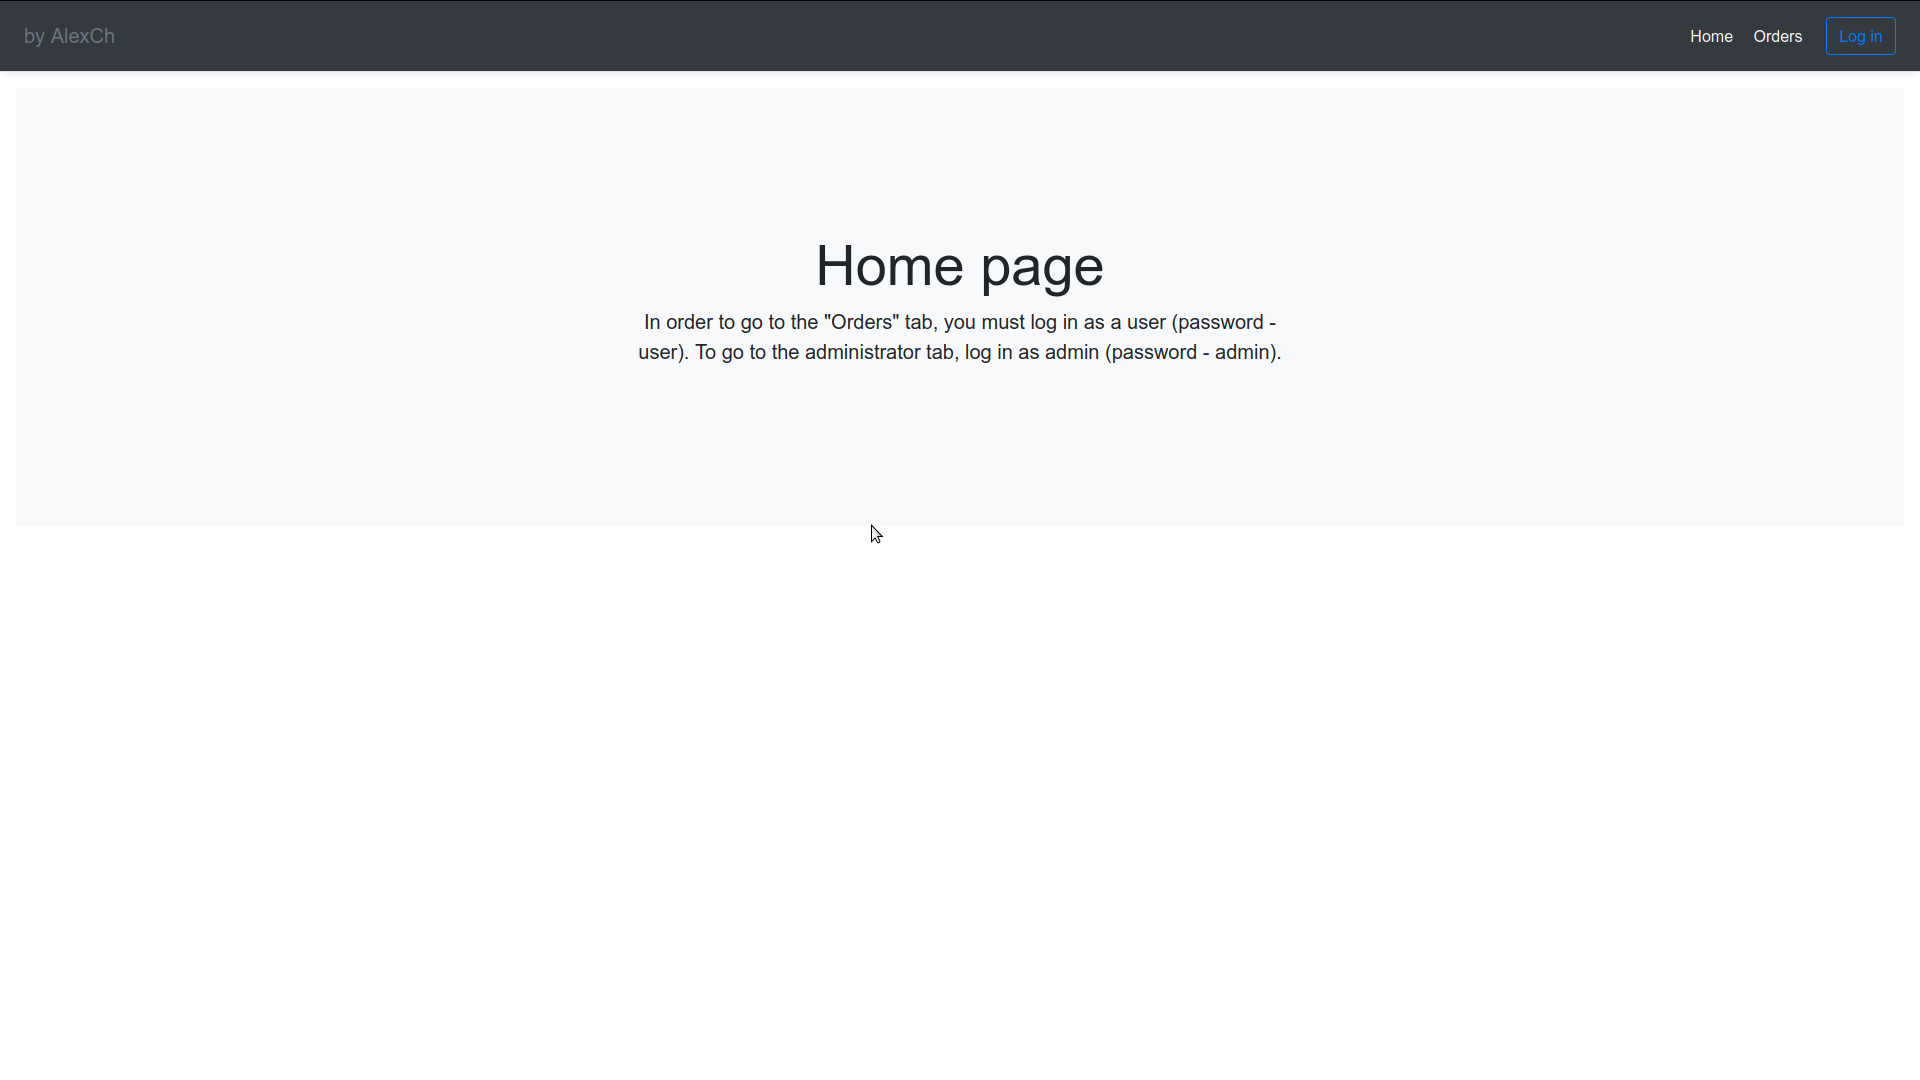 by AlexCh
Home Orders Log in
Home page
In order to go to the "Orders" tab, you must log in as a user (password -
user). To go to the administrator tab, log in as admin (password - admin).